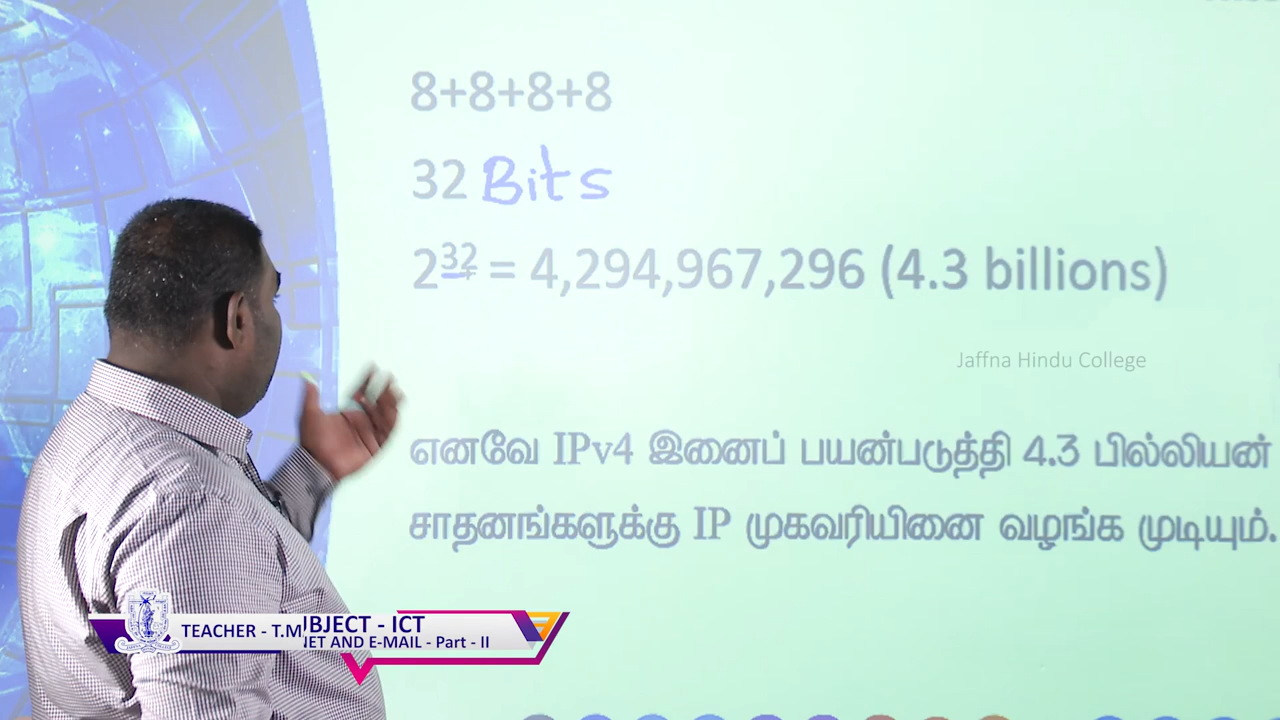 8+8+8+8
32 Bits
2³² = 4,294,967,296 (4.3 billions)
Jaffna Hindu College
எனவே IPv4 இனைப் பயன்படுத்தி 4.3 பில்லியன்
சாதனங்களுக்கு IP முகவரியினை வழங்க முடியும்.
TEACHER - T.M
BJECT - ICT
ET AND E-MAIL - Part - II